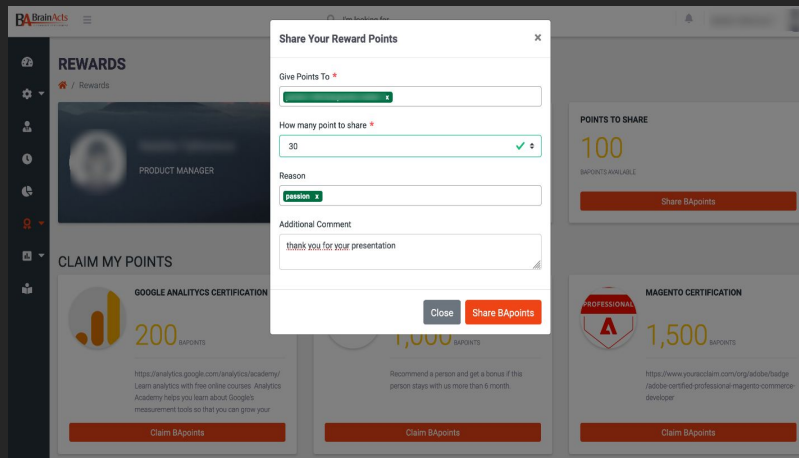 BA BrainActs
I'm looking for
REWARDS
/ Rewards
PRODUCT MANAGER
Share Your Reward Points ×
Give Points To *
x
How many point to share *
30
Reason
passion x
Additional Comment
thank you for your presentation
Close Share BApoints
POINTS TO SHARE
100
BAPOINTS AVAILABLE
Share BApoints
CLAIM MY POINTS
GOOGLE ANALITYCS CERTIFICATION
200 BAPOINTS
https://analytics.google.com/analytics/academy/
Learn analytics with free online courses Analytics
Academy helps you learn about Google's
measurement tools so that you can grow your
Claim BApoints
1,000 BAPOINTS
Recommend a person and get a bonus if this
person stays with us more than 6 month.
Claim BApoints
PROFESSIONAL
MAGENTO CERTIFICATION
1,500 BAPOINTS
https://www.youracclaim.com/org/adobe/badge
/adobe-certified-professional-magento-commerce-
developer
Claim BApoints